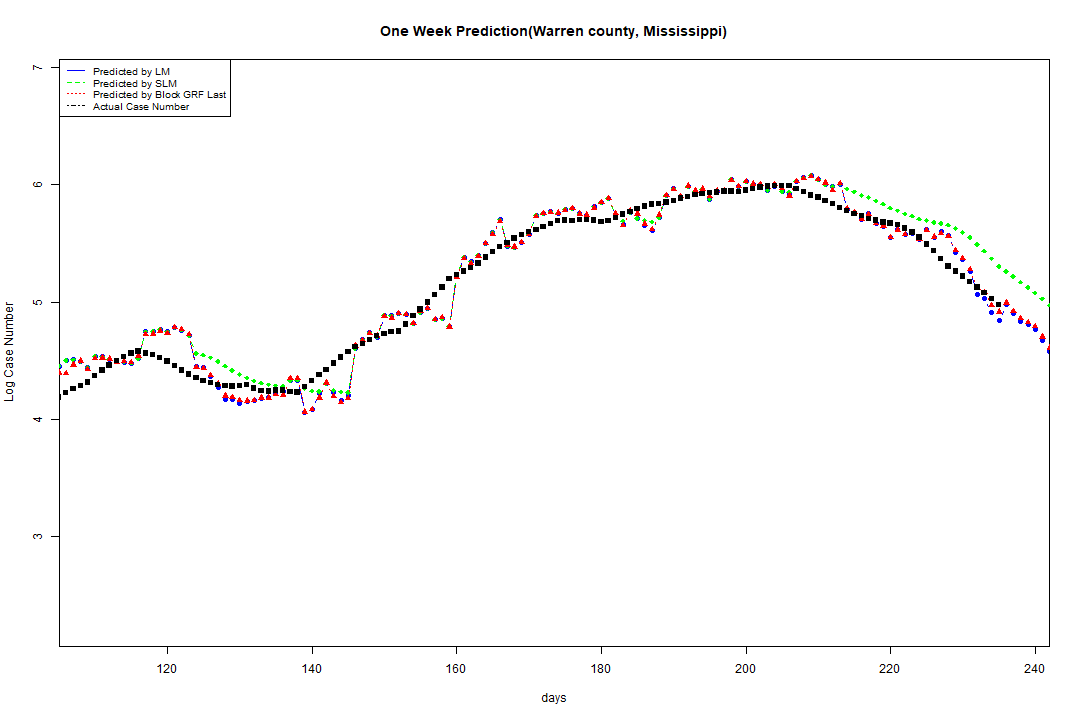 One Week Prediction(Warren county, Mississippi)
Predicted by LM
Predicted by SLM
Predicted by Block GRF Last
Actual Case Number
7
6
5
4
3
Log Case Number
120 140 160 180 200 220 240
days